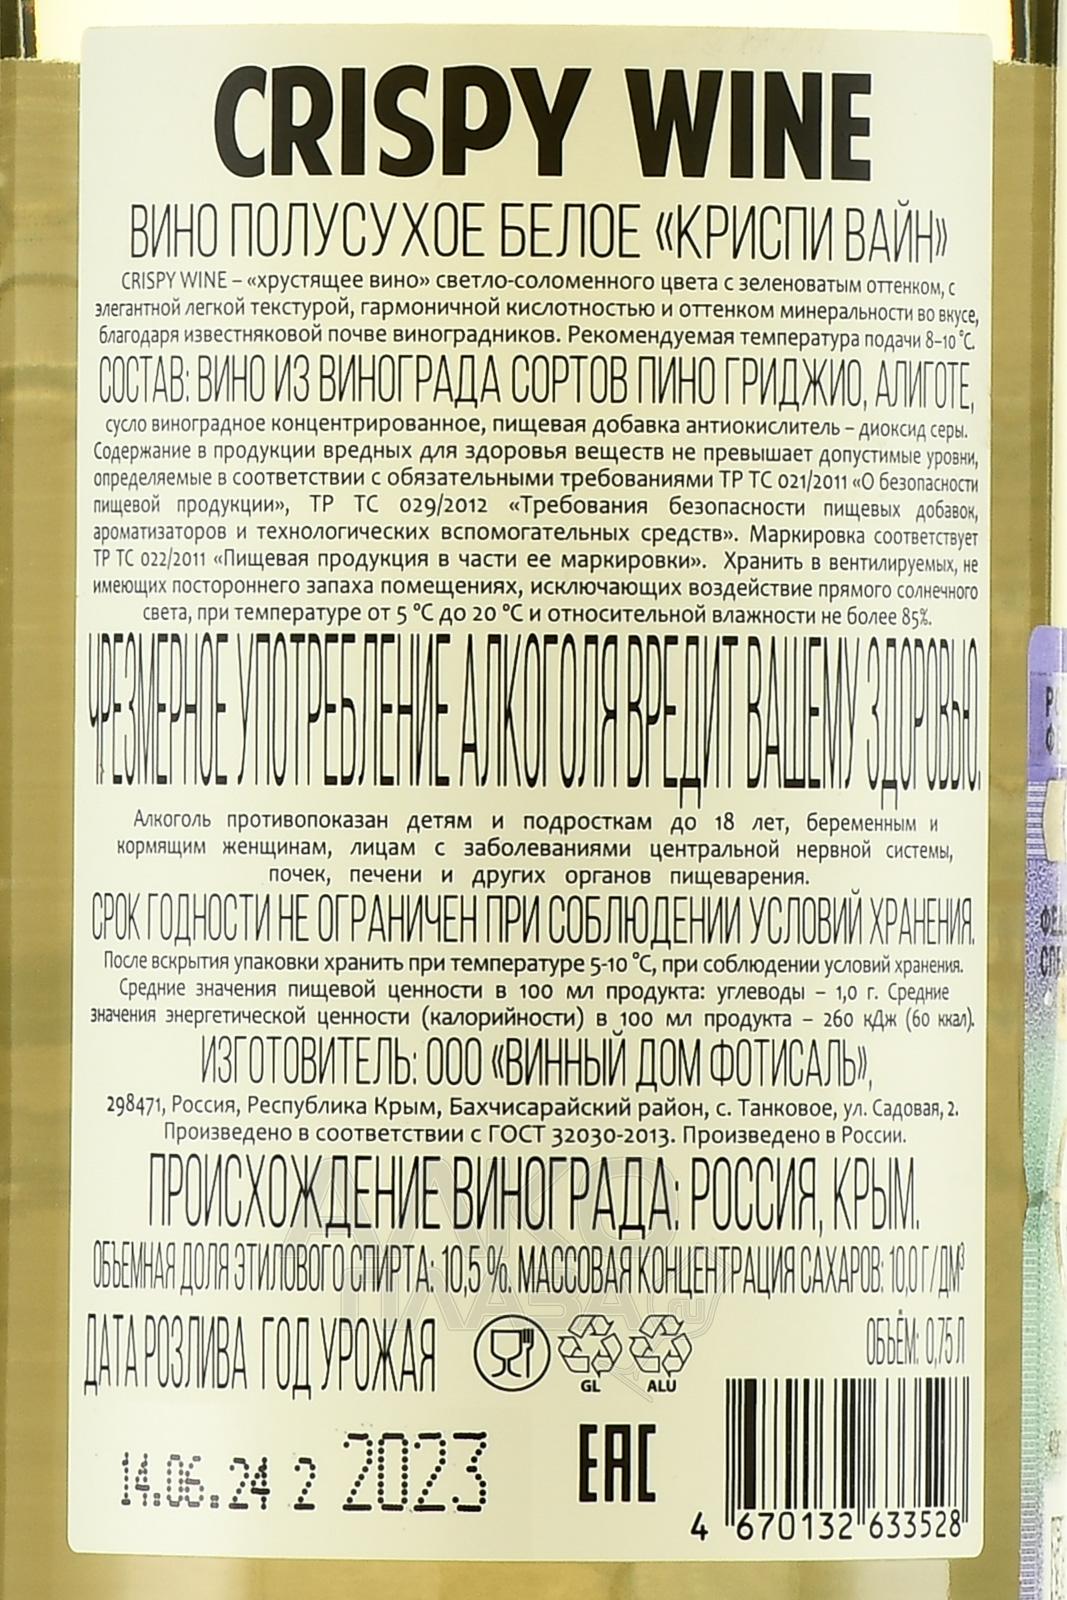 CRISPY WINE
ВИНО ПОЛУСУХОЕ БЕЛОЕ «КРИСПИ ВАЙН»
CRISPY WINE – «хрустящее вино» светло-соломенного цвета с зеленоватым оттенком, с
элегантной легкой текстурой, гармоничной кислотностью и оттенком минеральности во вкусе,
благодаря известняковой почве виноградников. Рекомендуемая температура подачи 8–10 °С.
СОСТАВ: ВИНО ИЗ ВИНОГРАДА СОРТОВ ПИНО ГРИДЖИО, АЛИГОТЕ,
сусло виноградное концентрированное, пищевая добавка антиокислитель – диоксид серы.
Содержание в продукции вредных для здоровья веществ не превышает допустимые уровни,
определяемые в соответствии с обязательными требованиями ТР ТС 021/2011 «О безопасности
пищевой продукции», ТР ТС 029/2012 «Требования безопасности пищевых добавок,
ароматизаторов и технологических вспомогательных средств». Маркировка соответствует
ТР ТС 022/2011 «Пищевая продукция в части ее маркировки». Хранить в вентилируемых, не
имеющих постороннего запаха помещениях, исключающих воздействие прямого солнечного
света, при температуре от 5 °С до 20 °С и относительной влажности не более 85%.
ЧРЕЗМЕРНОЕ УПОТРЕБЛЕНИЕ АЛКОГОЛЯ ВРЕДИТ ВАШЕМУ ЗДОРОВЬЮ.
Алкоголь противопоказан детям и подросткам до 18 лет, беременным и
кормящим женщинам, лицам с заболеваниями центральной нервной системы,
почек, печени и других органов пищеварения.
СРОК ГОДНОСТИ НЕ ОГРАНИЧЕН ПРИ СОБЛЮДЕНИИ УСЛОВИЙ ХРАНЕНИЯ.
После вскрытия упаковки хранить при температуре 5-10 °С, при соблюдении условий хранения.
Средние значения пищевой ценности в 100 мл продукта: углеводы – 1,0 г. Средние
значения энергетической ценности (калорийности) в 100 мл продукта – 260 кДж (60 ккал).
ИЗГОТОВИТЕЛЬ: ООО «ВИННЫЙ ДОМ ФОТИСАЛЬ»,
298471, Россия, Республика Крым, Бахчисарайский район, с. Танковое, ул. Садовая, 2.
Произведено в соответствии с ГОСТ 32030-2013. Произведено в России.
ПРОИСХОЖДЕНИЕ ВИНОГРАДА: РОССИЯ, КРЫМ.
ОБЪЕМНАЯ ДОЛЯ ЭТИЛОВОГО СПИРТА: 10,5 %. МАССОВАЯ КОНЦЕНТРАЦИЯ САХАРОВ: 10,0 Г/ДМ³
ДАТА РОЗЛИВА ГОД УРОЖАЯ
GL ALU
ОБЪЁМ: 0,75 Л
14.06.24 2 2023
ЕАС
4 670132 633528
АЛКО
ПЛАЗА.ru